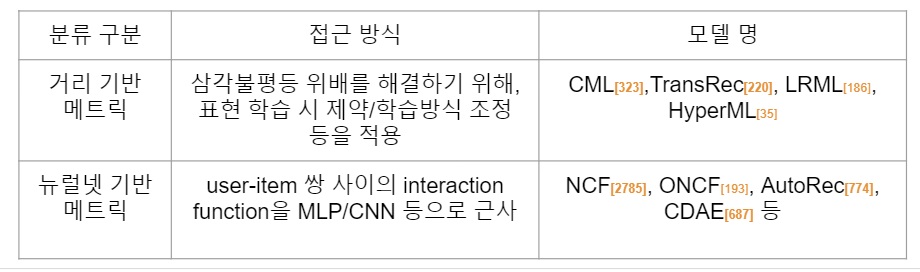 분류 구분
접근 방식
모델 명
거리 기반
메트릭
삼각불평등 위배를 해결하기 위해,
표현 학습 시 제약/학습방식 조정
등을 적용
CML[323],TransRec[220], LRML[186],
HyperML[35]
뉴럴넷 기반
메트릭
user-item 쌍 사이의 interaction
function을 MLP/CNN 등으로 근사
NCF[2785], ONCF[193], AutoRec[774],
CDAE[687] 등